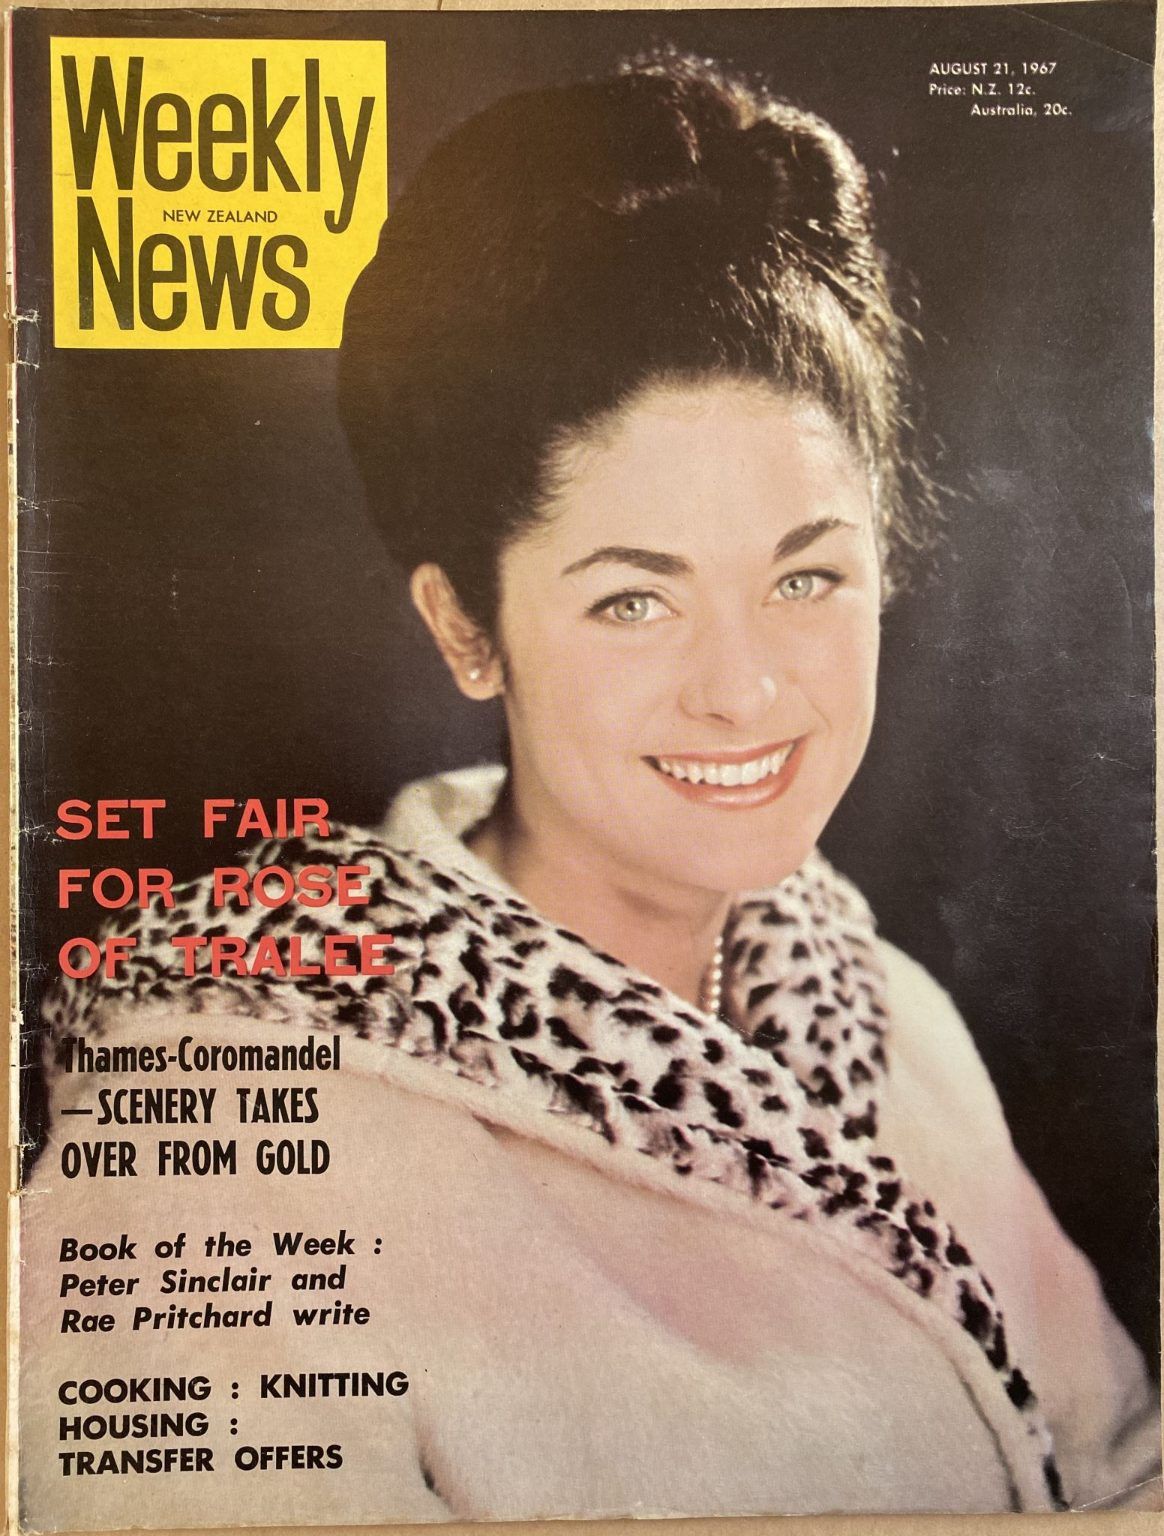 Weekly
NEW ZEALAND
News
AUGUST 21, 1967
Price: N.Z. 12c.
Australia, 20c.
SET FAIR
FOR ROSE
OF TRALEE
Thames-Coromandel
—SCENERY TAKES
OVER FROM GOLD
Book of the Week :
Peter Sinclair and
Rae Pritchard write
COOKING : KNITTING
HOUSING :
TRANSFER OFFERS